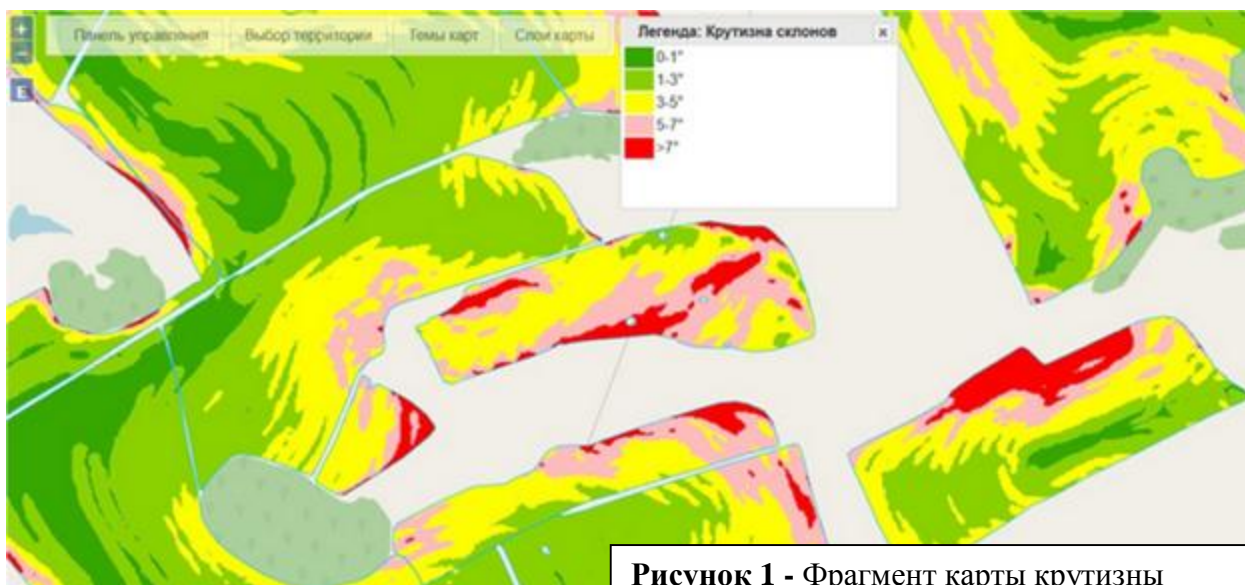 Панель управления
Выбор территории
Темы карт
Слои карты
Легенда: Крутизна склонов
x
0-1°
1-3°
3-5°
5-7°
>7°
Рисунок 1 - Фрагмент карты крутизны